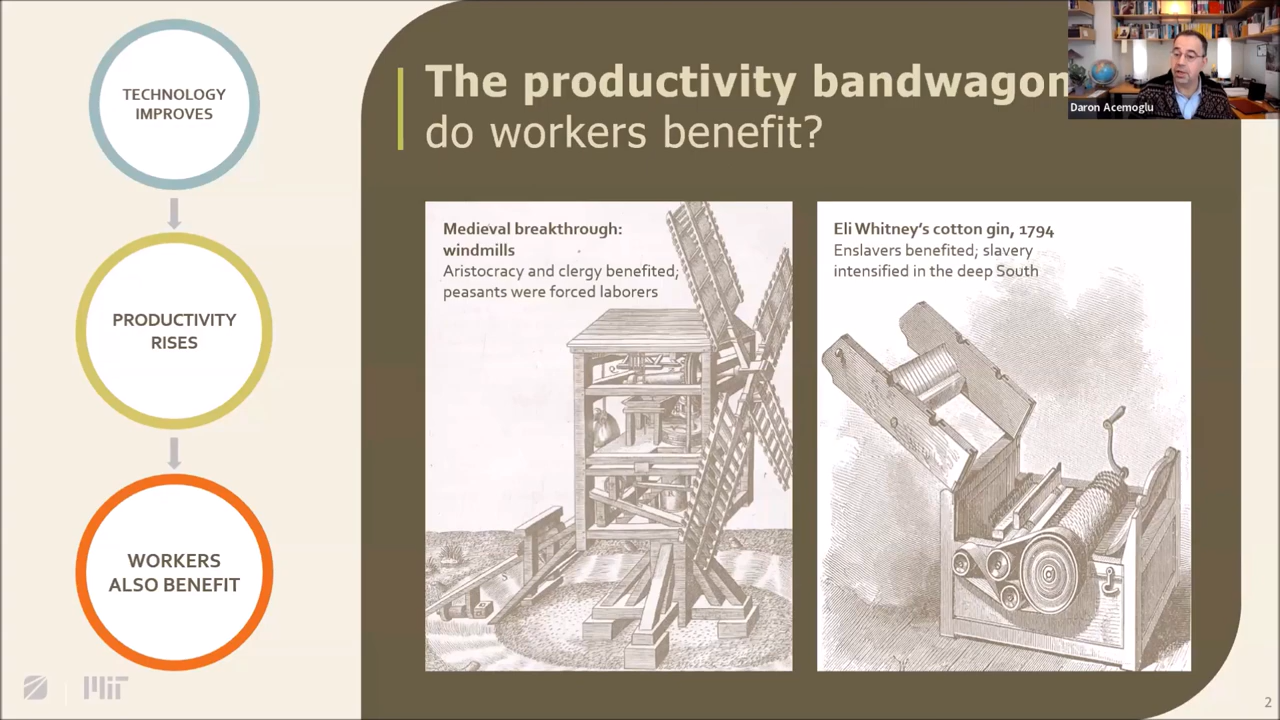 TECHNOLOGY
IMPROVES
PRODUCTIVITY
RISES
WORKERS
ALSO BENEFIT
MIT
The productivity bandwagon
do workers benefit?
Daron Acemoglu
Medieval breakthrough:
windmills
Aristocracy and clergy benefited;
peasants were forced laborers
Eli Whitney's cotton gin, 1794
Enslavers benefited; slavery
intensified in the deep South
2